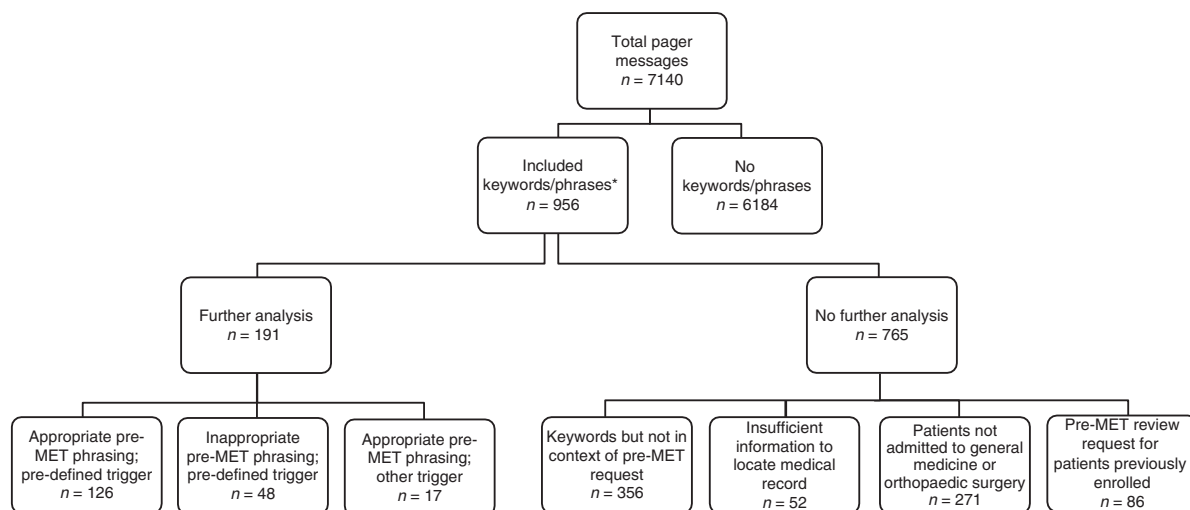 Total pager
messages
n = 7140
Included
keywords/phrases*
n = 956
No
keywords/phrases
n = 6184
Further analysis
n = 191
No further analysis
n = 765
Appropriate pre-
MET phrasing;
pre-defined trigger
n = 126
Inappropriate
pre-MET phrasing;
pre-defined trigger
n = 48
Appropriate pre-
MET phrasing;
other trigger
n = 17
Keywords but not in
context of pre-MET
request
n = 356
Insufficient
information to
locate medical
record
n = 52
Patients not
admitted to general
medicine or
orthopaedic surgery
n = 271
Pre-MET review
request for
patients previously
enrolled
n = 86